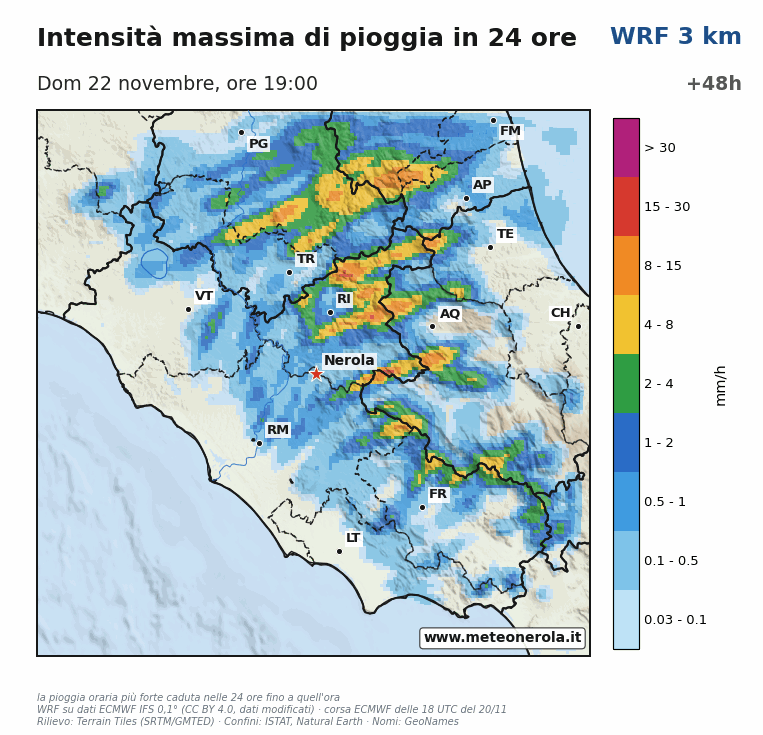 Intensità massima di pioggia in 24 ore
WRF 3 km
Dom 22 novembre, ore 19:00
+48h
PG
FM
AP
TE
TR
VT
RI
AQ
CH.
Nerola
RM
FR
LT
www.meteonerola.it
> 30
15 - 30
8 - 15
4 - 8
2 - 4
1 - 2
0.5 - 1
0.1 - 0.5
0.03 - 0.1
mm/h
la pioggia oraria più forte caduta nelle 24 ore fino a quell'ora
WRF su dati ECMWF IFS 0,1° (CC BY 4.0, dati modificati) · corsa ECMWF delle 18 UTC del 20/11
Rilievo: Terrain Tiles (SRTM/GMTED) · Confini: ISTAT, Natural Earth · Nomi: GeoNames